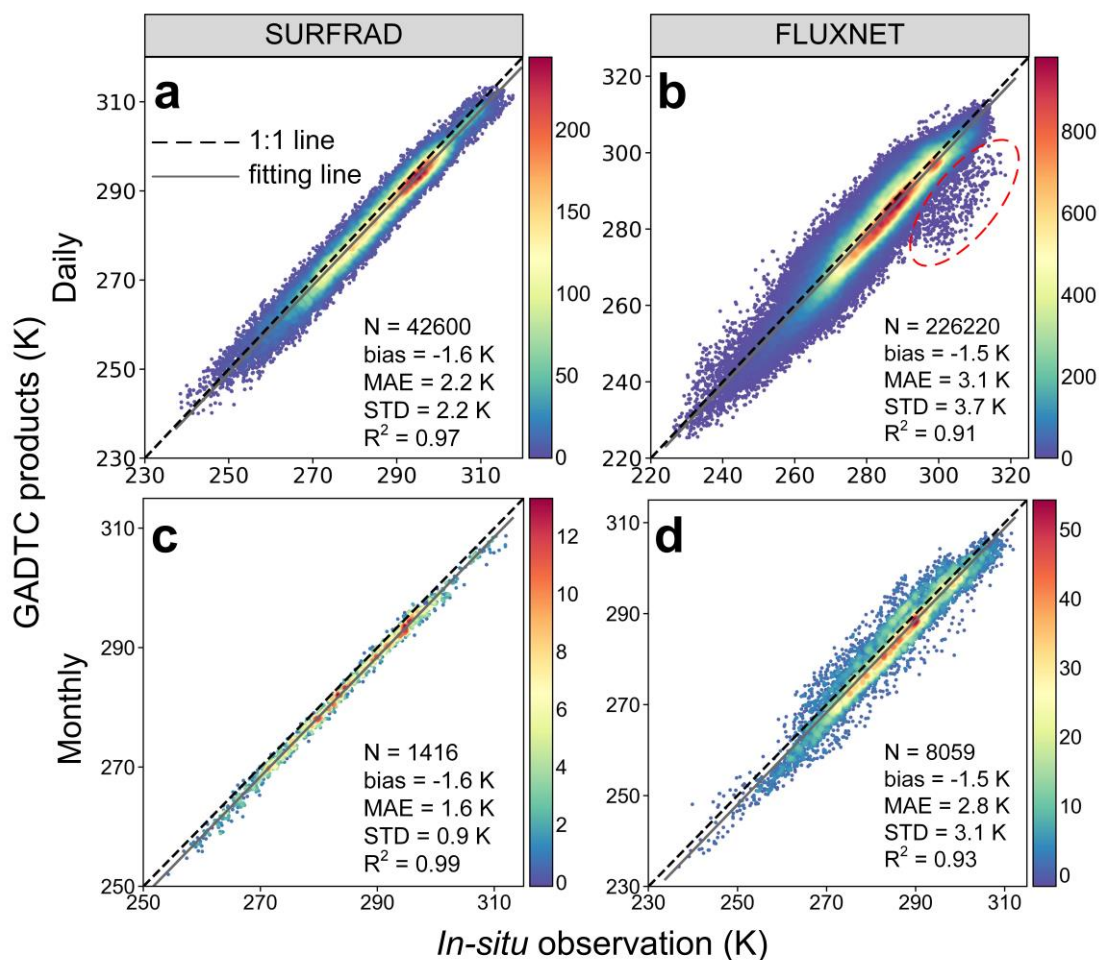 SURFRAD
FLUXNET
GADTC products (K)
Daily
Monthly
a
1:1 line
fitting line
N = 42600
bias = -1.6 K
MAE = 2.2 K
STD = 2.2 K
R² = 0.97
310
290
270
250
230
230
250
270
290
310
200
150
100
50
0
b
N = 226220
bias = -1.5 K
MAE = 3.1 K
STD = 3.7 K
R² = 0.91
320
300
280
260
240
220
220
240
260
280
300
320
800
600
400
200
0
c
N = 1416
bias = -1.6 K
MAE = 1.6 K
STD = 0.9 K
R² = 0.99
310
290
270
250
250
270
290
310
12
10
8
6
4
2
0
d
N = 8059
bias = -1.5 K
MAE = 2.8 K
STD = 3.1 K
R² = 0.93
310
290
270
250
230
230
250
270
290
310
50
40
30
20
10
0
In-situ observation (K)